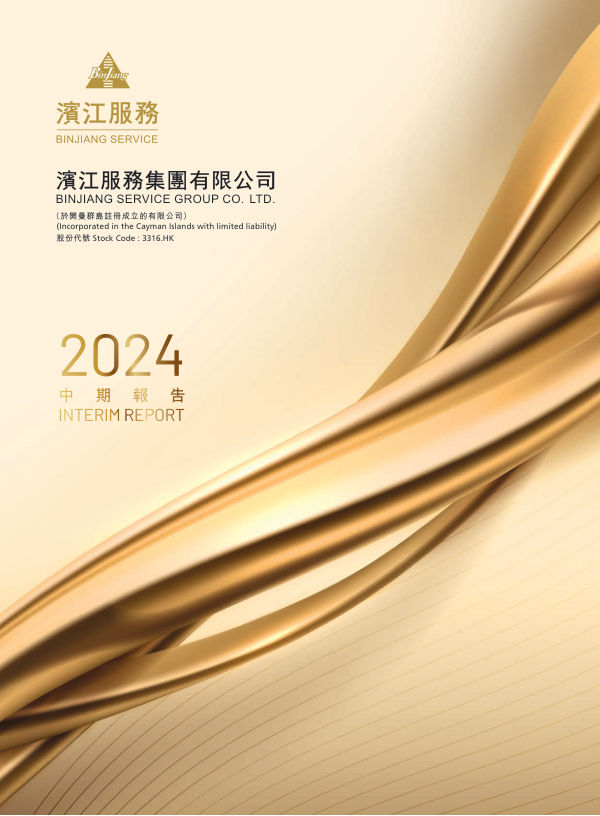 BinJiang
濱江服務
BINJIANG SERVICE
濱江服務集團有限公司
BINJIANG SERVICE GROUP CO. LTD.
（於開曼群島註冊成立的有限公司）
(Incorporated in the Cayman Islands with limited liability)
股份代號 Stock Code : 3316.HK
2024
中期報告
INTERIM REPORT